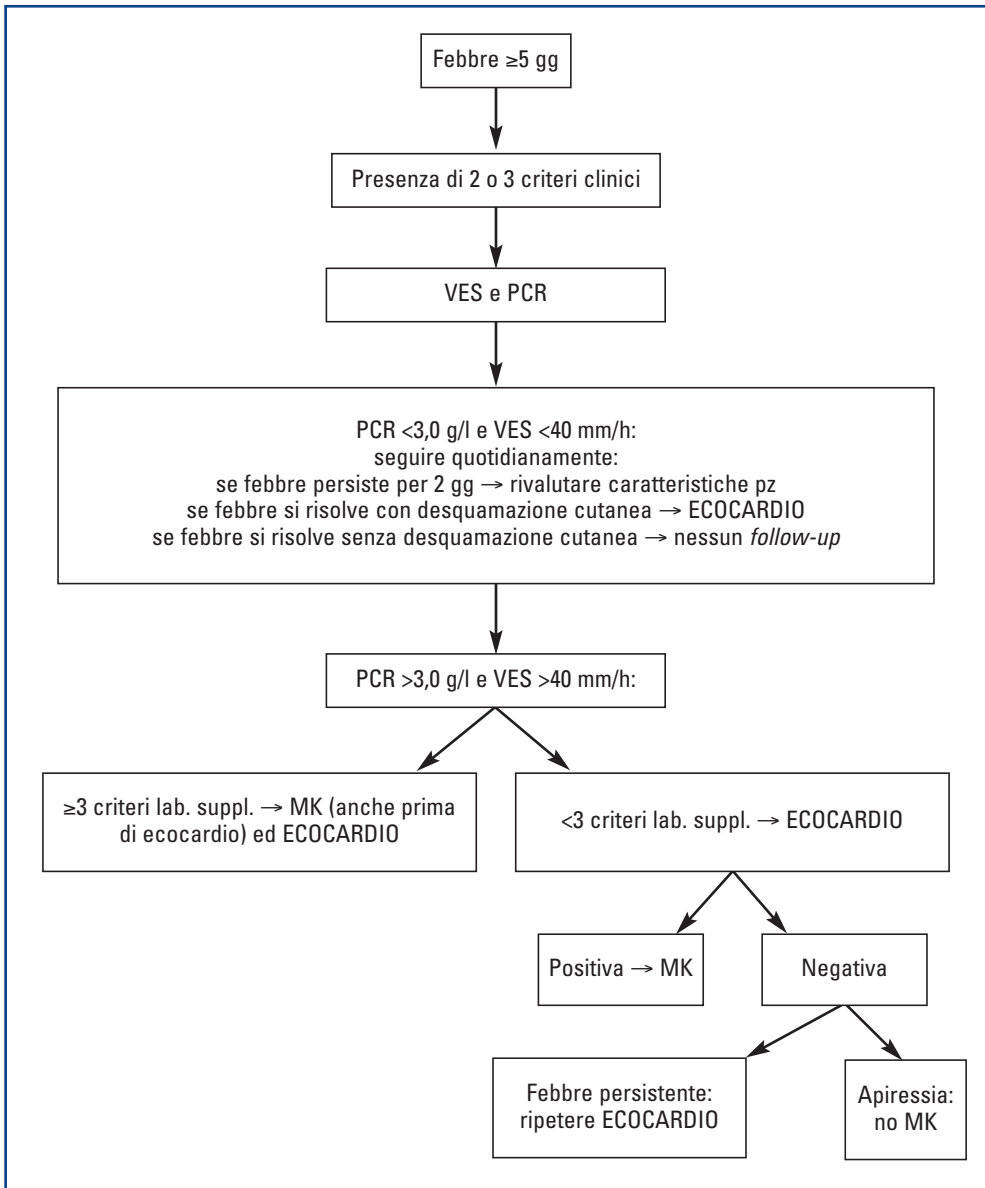 Febbre ≥5 gg
Presenza di 2 o 3 criteri clinici
VES e PCR
PCR <3,0 g/l e VES <40 mm/h:
seguire quotidianamente:
se febbre persiste per 2 gg → rivalutare caratteristiche pz
se febbre si risolve con desquamazione cutanea → ECOCARDIO
se febbre si risolve senza desquamazione cutanea → nessun follow-up
PCR >3,0 g/l e VES >40 mm/h:
≥3 criteri lab. suppl. → MK (anche prima
di ecocardio) ed ECOCARDIO
<3 criteri lab. suppl. → ECOCARDIO
Positiva → MK
Negativa
Febbre persistente:
ripetere ECOCARDIO
Apiressia:
no MK